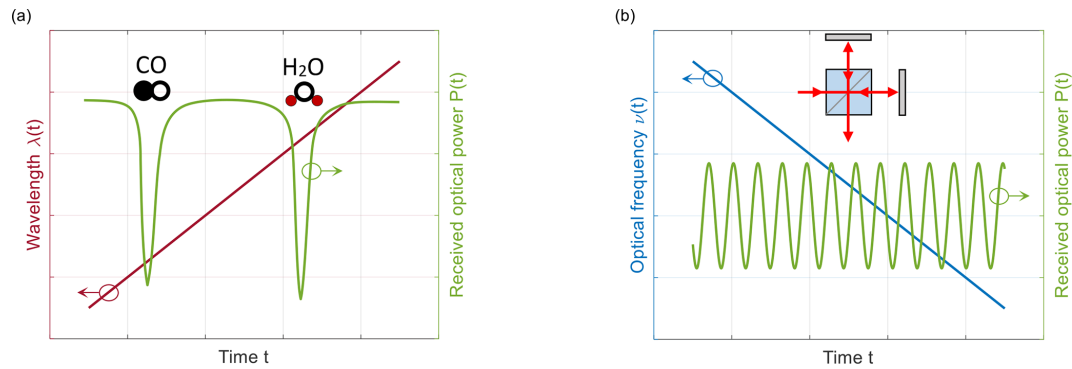 (a)
CO
H₂O
Wavelength λ(t)
Received optical power P(t)
Time t
(b)
Optical frequency ν(t)
Received optical power P(t)
Time t